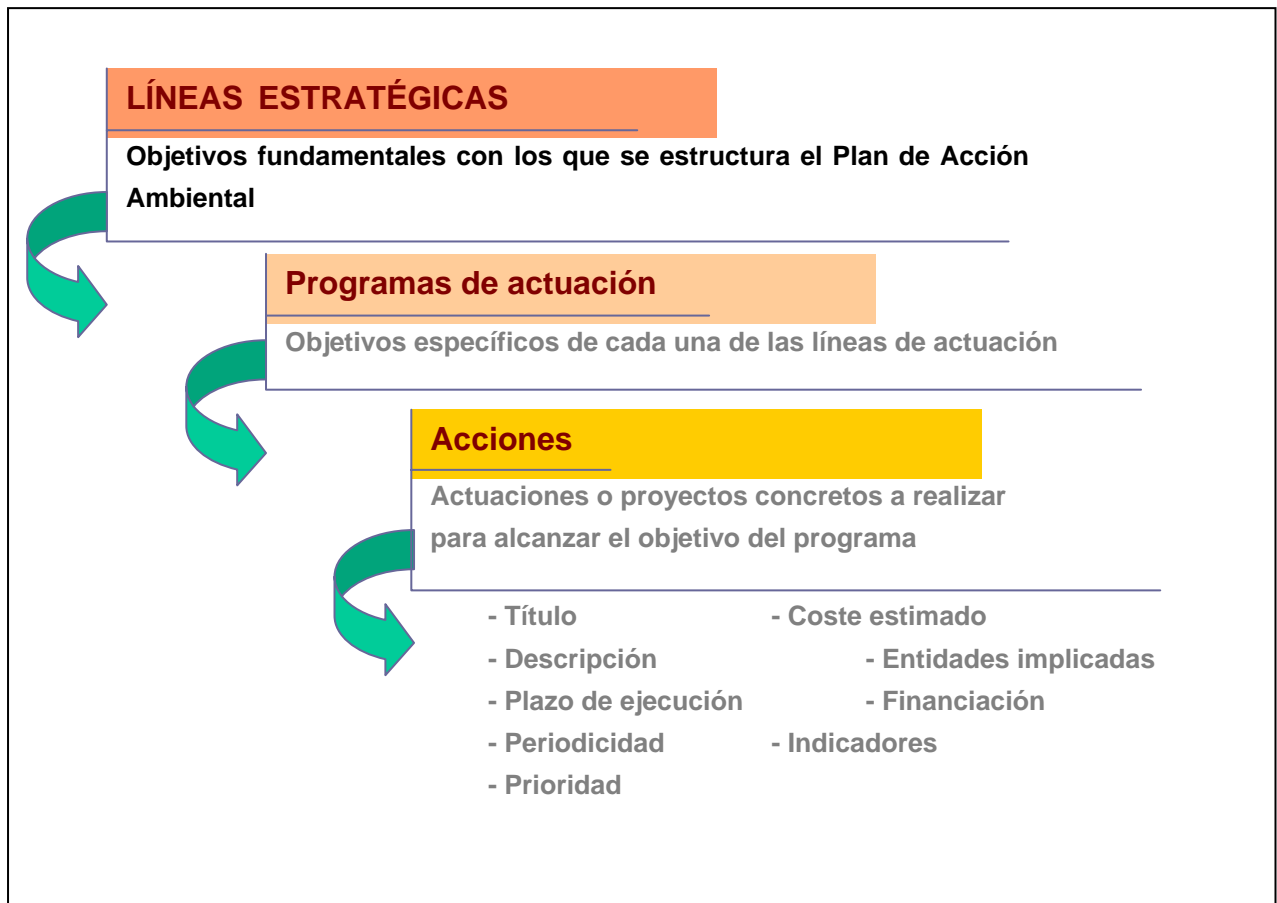 LÍNEAS ESTRATÉGICAS
Objetivos fundamentales con los que se estructura el Plan de Acción
Ambiental
Programas de actuación
Objetivos específicos de cada una de las líneas de actuación
Acciones
Actuaciones o proyectos concretos a realizar
para alcanzar el objetivo del programa
- Título - Coste estimado
- Descripción - Entidades implicadas
- Plazo de ejecución - Financiación
- Periodicidad - Indicadores
- Prioridad